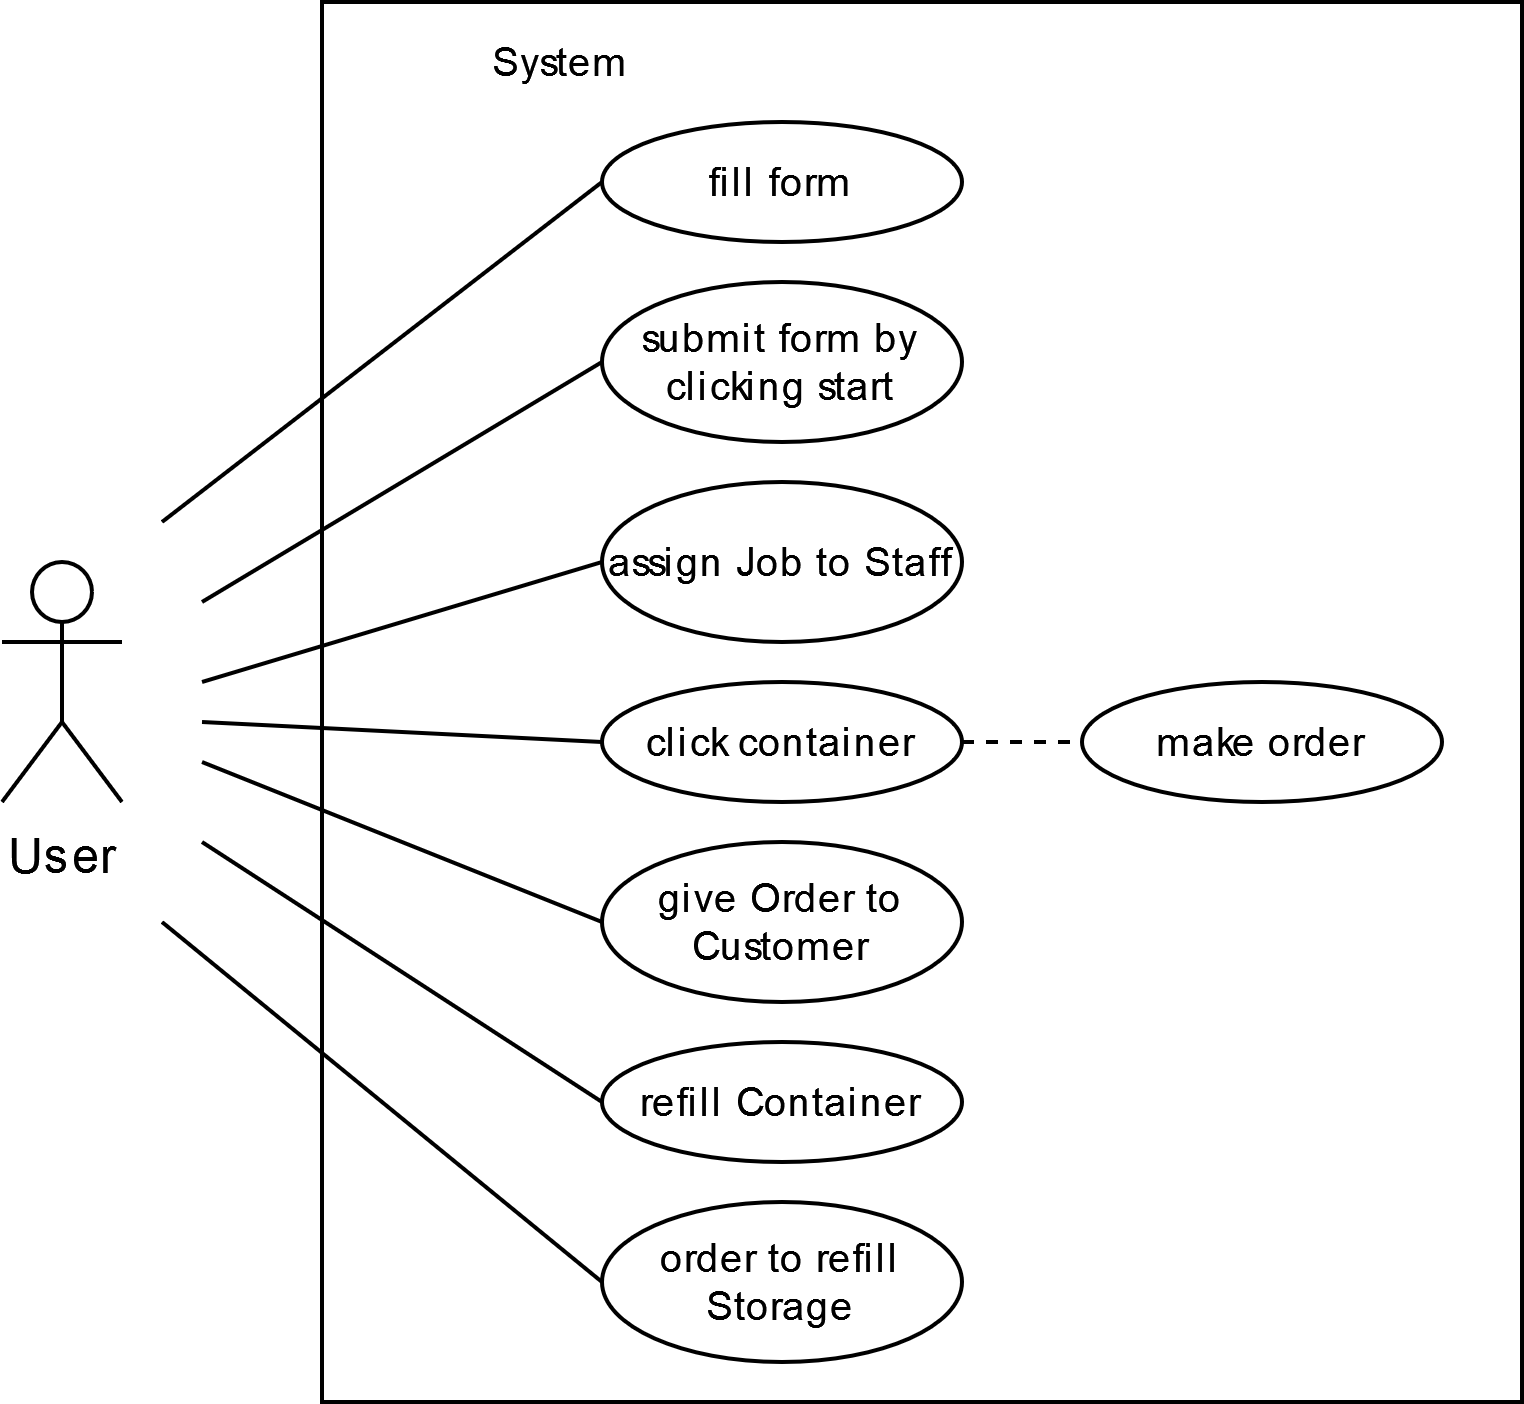 System
fill form
submit form by
clicking start
assign Job to Staff
click container
make order
User
give Order to
Customer
refill Container
order to refill
Storage